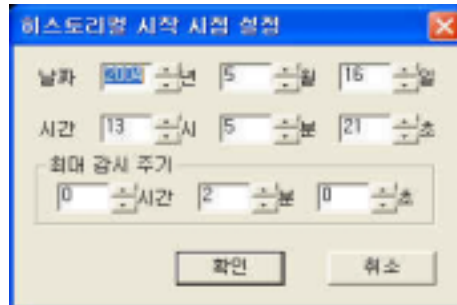 히스토리컬 시작 시점 설정
날짜 2004 년 5 월 16 일
시간 13 시 5 분 21 초
최대 감시 주기
0 시간 2 분 0 초
확인 취소